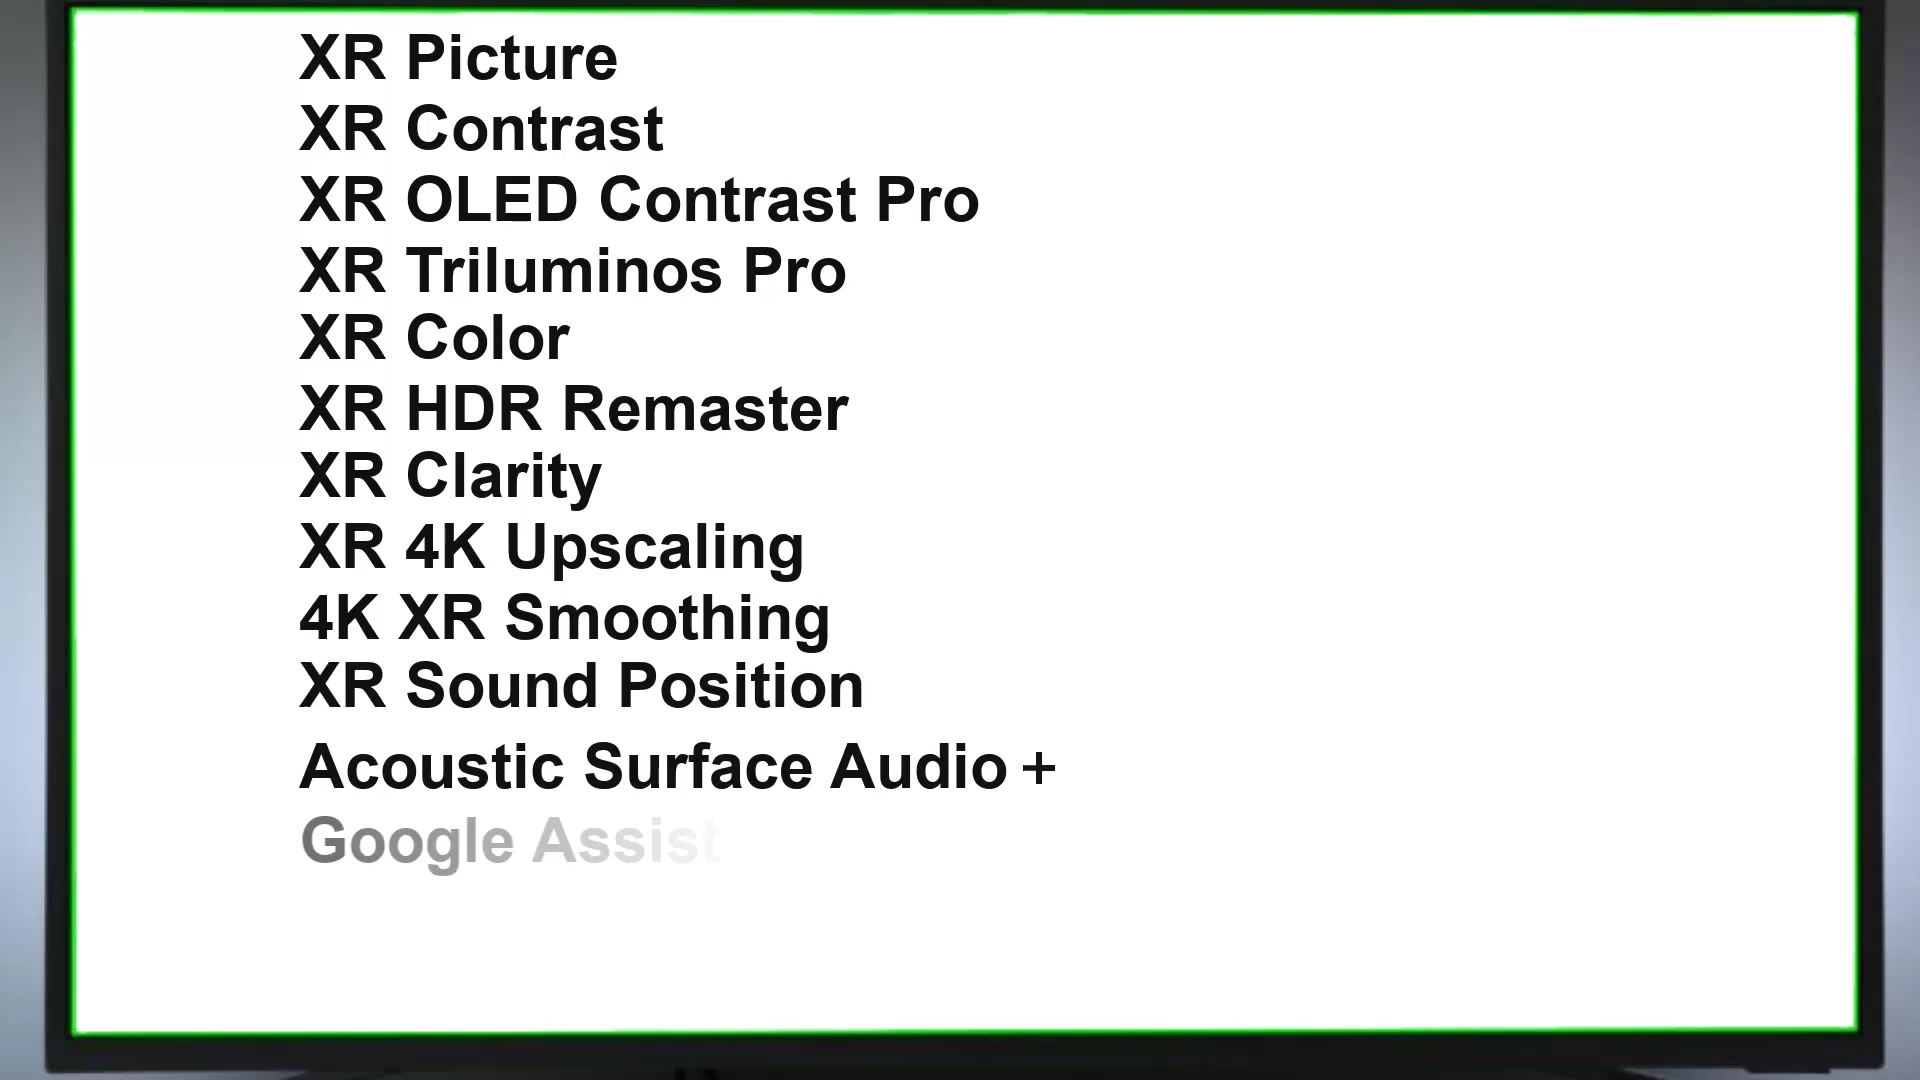 XR Picture
XR Contrast
XR OLED Contrast Pro
XR Triluminos Pro
XR Color
XR HDR Remaster
XR Clarity
XR 4K Upscaling
4K XR Smoothing
XR Sound Position
Acoustic Surface Audio +
Google Assist